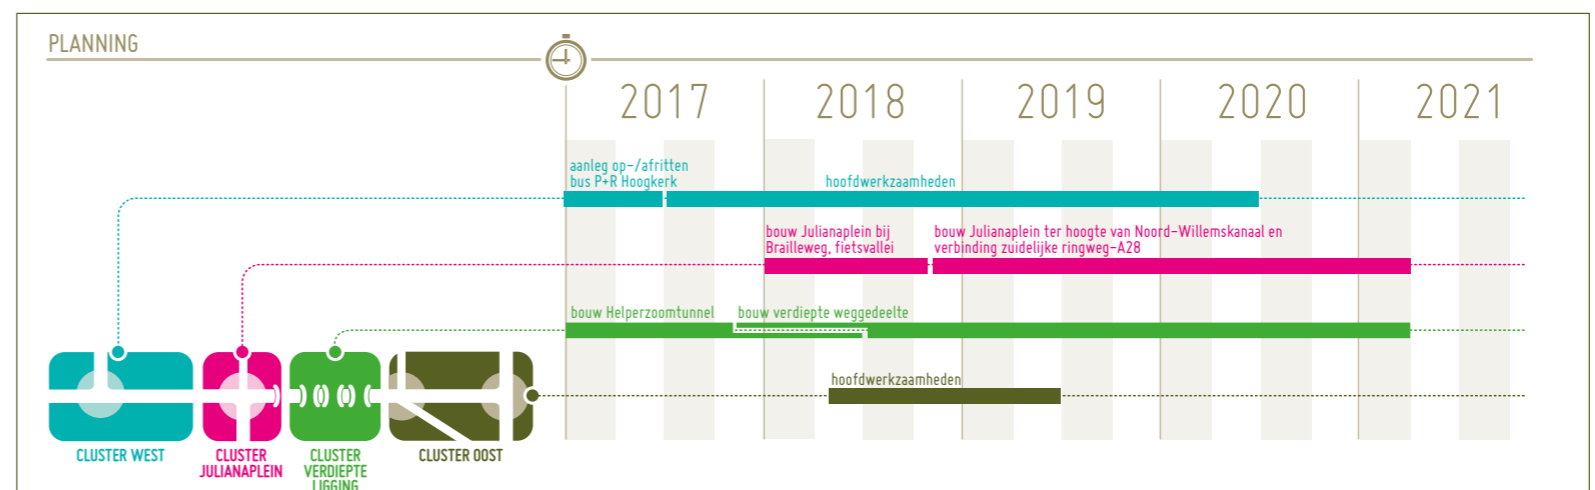 PLANNING
2017
2018
2019
2020
2021
aanleg op-/afritten
bus P+R Hoogkerk
hoofdwerkzaamheden
bouw Julianaplein bij
Brailleweg, fietsvallei
bouw Julianaplein ter hoogte van Noord-Willemskanaal en
verbinding zuidelijke ringweg-A28
bouw Helperzoomtunnel
bouw verdiepte weggedeelte
hoofdwerkzaamheden
CLUSTER WEST
CLUSTER
JULIANAPLEIN
CLUSTER
VERDIEPTE
LIGGING
CLUSTER OOST